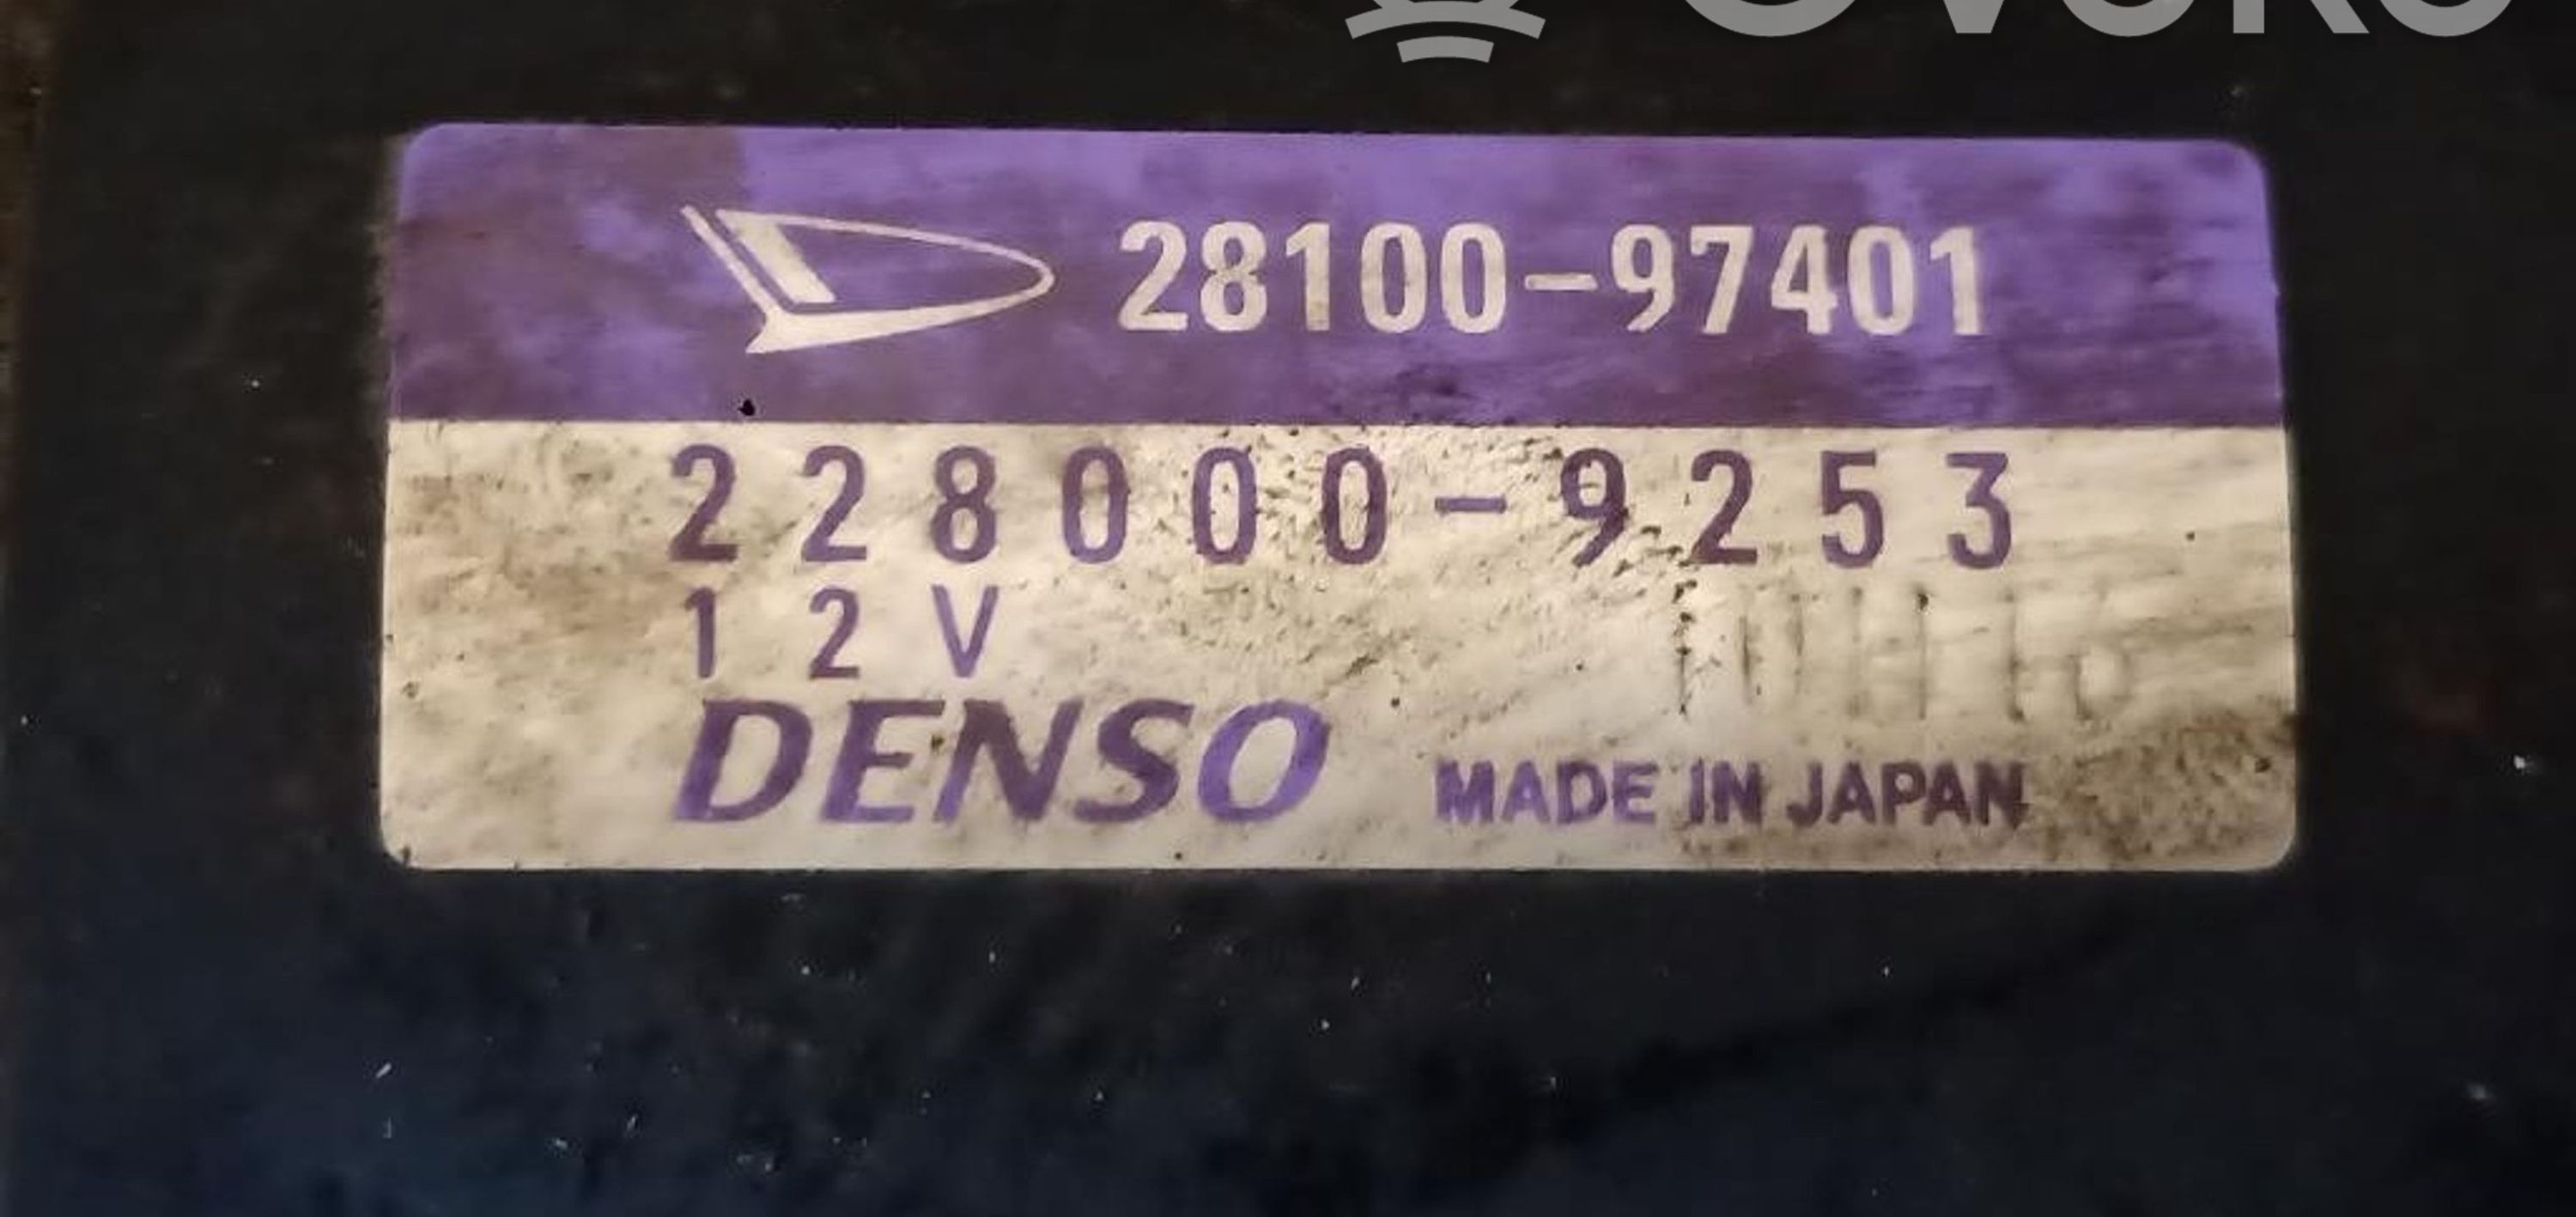 28100-97401
228000-9253
12V
DENSO MADE IN JAPAN